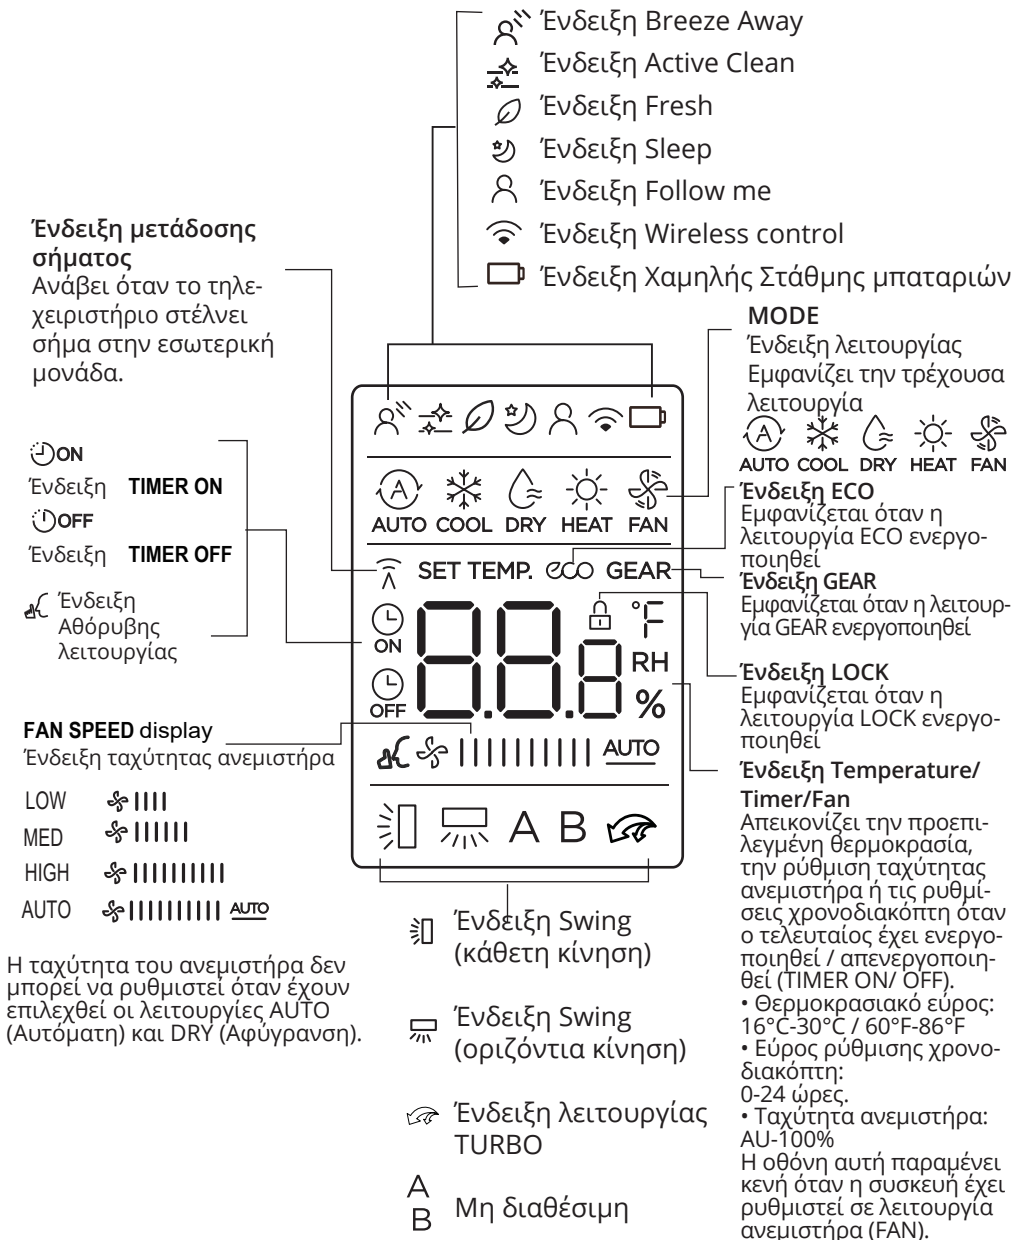 Ένδειξη Breeze Away
Ένδειξη Active Clean
Ένδειξη Fresh
Ένδειξη Sleep
Ένδειξη Follow me
Ένδειξη Wireless control
Ένδειξη Χαμηλής Στάθμης μπαταριών
Ένδειξη μετάδοσης
σήματος
Ανάβει όταν το τηλε-
χειριστήριο στέλνει
σήμα στην εσωτερική
μονάδα.
ON
Ένδειξη TIMER ON
OFF
Ένδειξη TIMER OFF
Ένδειξη
Αθόρυβης
λειτουργίας
FAN SPEED display
Ένδειξη ταχύτητας ανεμιστήρα
LOW
MED
HIGH
AUTO AUTO
Η ταχύτητα του ανεμιστήρα δεν
μπορεί να ρυθμιστεί όταν έχουν
επιλεχθεί οι λειτουργίες AUTO
(Αυτόματη) και DRY (Αφύγρανση).
A
AUTO COOL DRY HEAT FAN
SET TEMP. eco GEAR
ON
OFF
88.8
°F
RH
%
AUTO
A B
Ένδειξη Swing
(κάθετη κίνηση)
Ένδειξη Swing
(οριζόντια κίνηση)
Ένδειξη λειτουργίας
TURBO
A
B
Μη διαθέσιμη
MODE
Ένδειξη λειτουργίας
Εμφανίζει την τρέχουσα
λειτουργία
A
AUTO COOL DRY HEAT FAN
Ένδειξη ECO
Εμφανίζεται όταν η
λειτουργία ECO ενεργο-
ποιηθεί
Ένδειξη GEAR
Εμφανίζεται όταν η λειτουρ-
γία GEAR ενεργοποιηθεί
Ένδειξη LOCK
Εμφανίζεται όταν η
λειτουργία LOCK ενεργο-
ποιηθεί
Ένδειξη Temperature/
Timer/Fan
Απεικονίζει την προεπι-
λεγμένη θερμοκρασία,
την ρύθμιση ταχύτητας
ανεμιστήρα ή τις ρυθμί-
σεις χρονοδιακόπτη όταν
ο τελευταίος έχει ενεργο-
ποιηθεί / απενεργοποιη-
θεί (TIMER ON/ OFF).
• Θερμοκρασιακό εύρος:
16°C-30°C / 60°F-86°F
• Εύρος ρύθμισης χρονο-
διακόπτη:
0-24 ώρες.
• Ταχύτητα ανεμιστήρα:
AU-100%
Η οθόνη αυτή παραμένει
κενή όταν η συσκευή έχει
ρυθμιστεί σε λειτουργία
ανεμιστήρα (FAN).